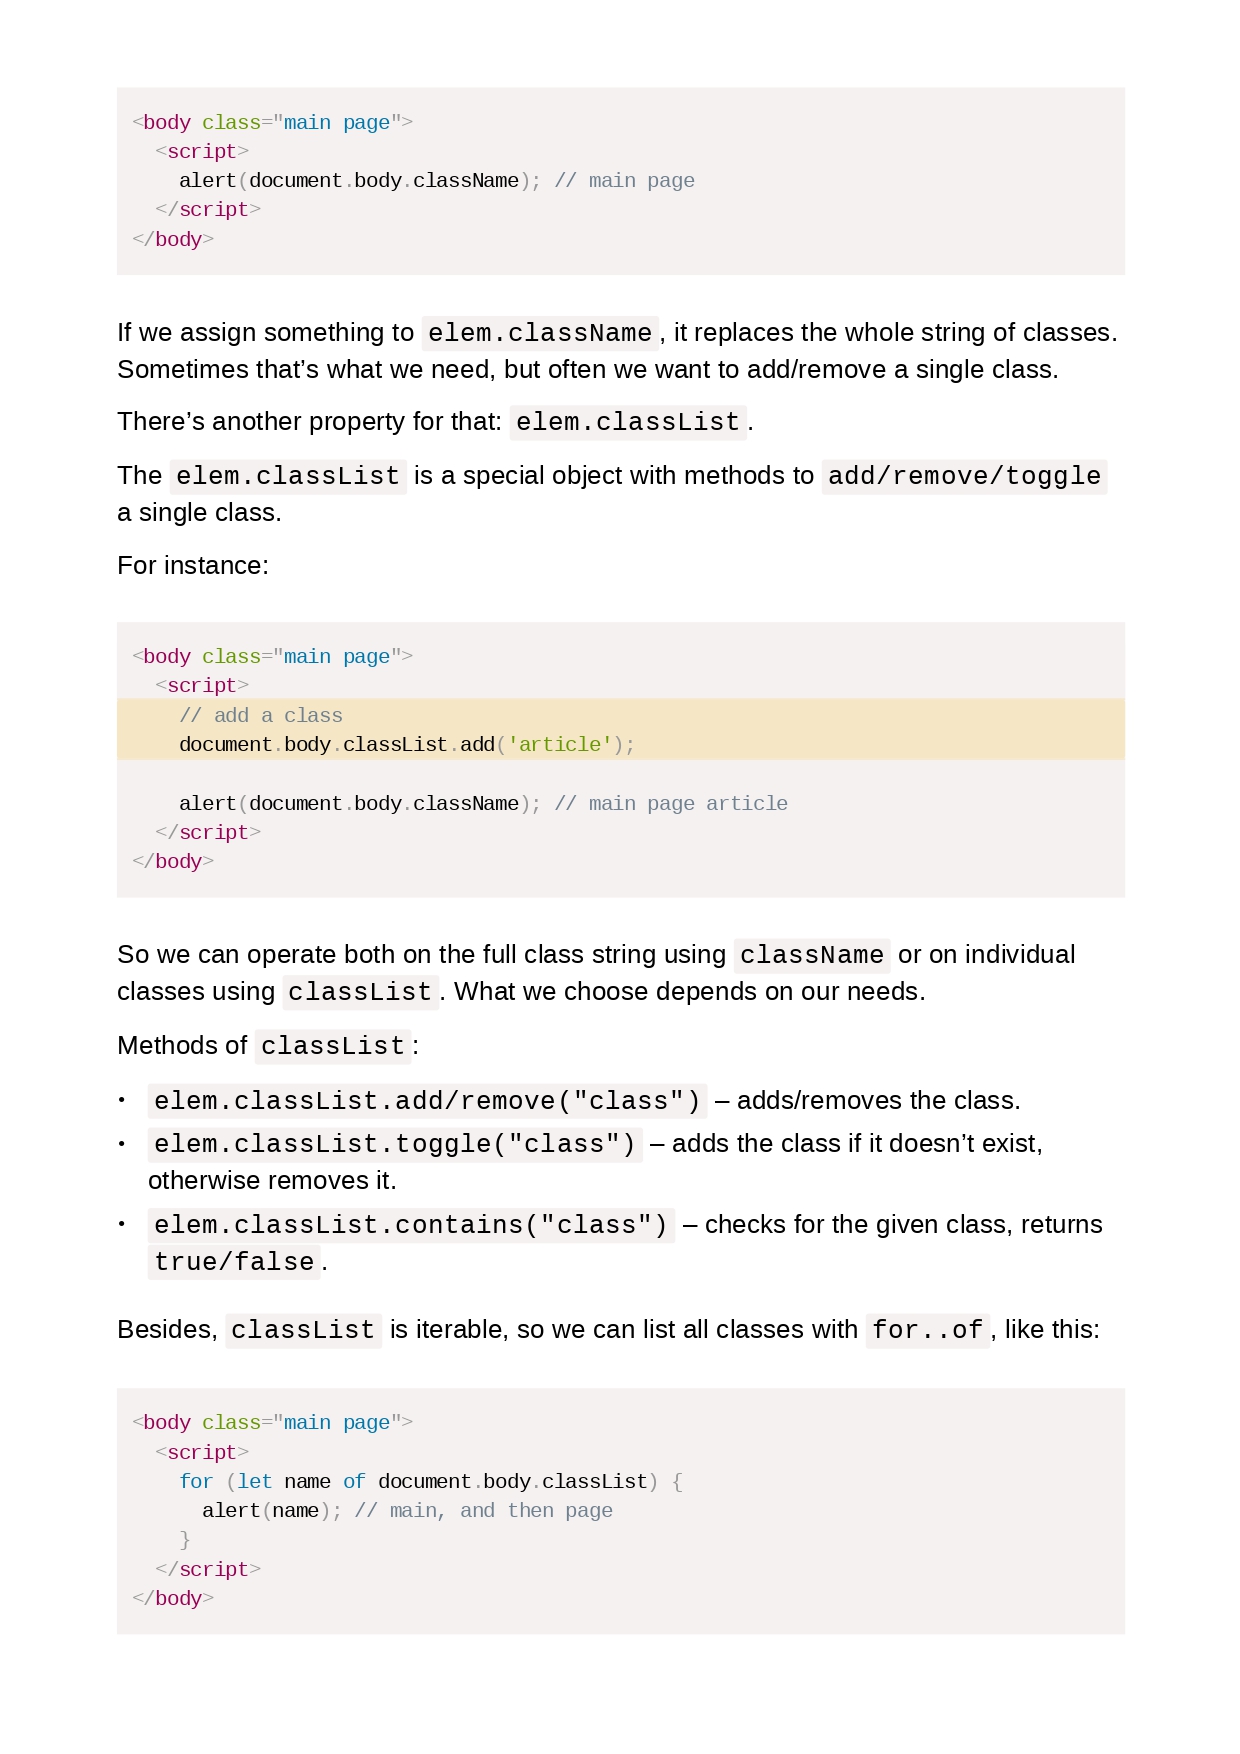 <body class="main page">
  <script>
    alert(document.body.className); // main page
  </script>
</body>
If we assign something to elem.className, it replaces the whole string of classes.
Sometimes that’s what we need, but often we want to add/remove a single class.
There’s another property for that: elem.classList.
The elem.classList is a special object with methods to add/remove/toggle
a single class.
For instance:
<body class="main page">
  <script>
    // add a class
    document.body.classList.add('article');

    alert(document.body.className); // main page article
  </script>
</body>
So we can operate both on the full class string using className or on individual
classes using classList. What we choose depends on our needs.
Methods of classList:
• elem.classList.add/remove("class") – adds/removes the class.
• elem.classList.toggle("class") – adds the class if it doesn’t exist,
otherwise removes it.
• elem.classList.contains("class") – checks for the given class, returns
true/false.
Besides, classList is iterable, so we can list all classes with for..of, like this:
<body class="main page">
  <script>
    for (let name of document.body.classList) {
      alert(name); // main, and then page
    }
  </script>
</body>